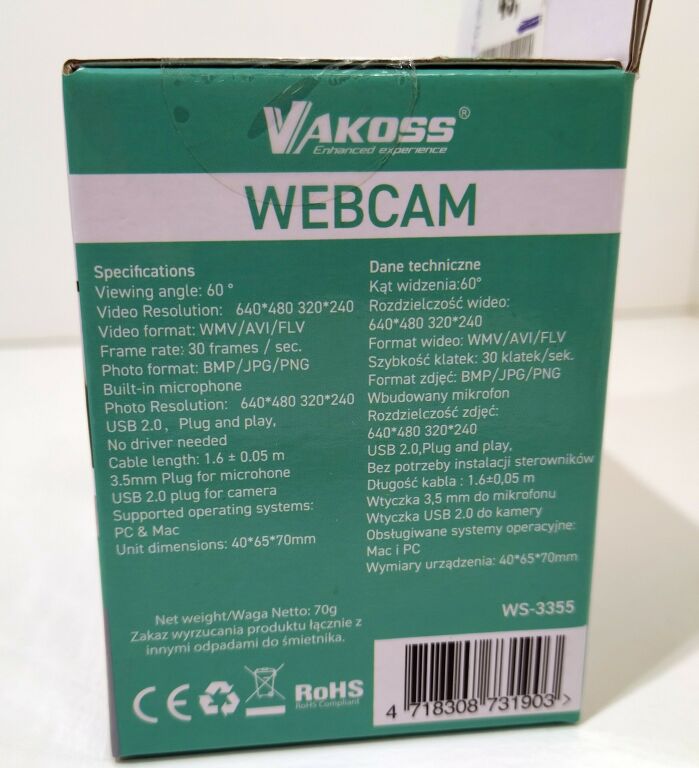 VAKOSS®
Enhanced experience
WEBCAM
Specifications
Viewing angle: 60 °
Video Resolution: 640*480 320*240
Video format: WMV/AVI/FLV
Frame rate: 30 frames / sec.
Photo format: BMP/JPG/PNG
Built-in microphone
Photo Resolution: 640*480 320*240
USB 2.0, Plug and play,
No driver needed
Cable length: 1.6 ± 0.05 m
3.5mm Plug for microhone
USB 2.0 plug for camera
Supported operating systems:
PC & Mac
Unit dimensions: 40*65*70mm
Dane techniczne
Kąt widzenia:60°
Rozdzielczość wideo:
640*480 320*240
Format wideo: WMV/AVI/FLV
Szybkość klatek: 30 klatek/sek.
Format zdjęć: BMP/JPG/PNG
Wbudowany mikrofon
Rozdzielczość zdjęć:
640*480 320*240
USB 2.0,Plug and play,
Bez potrzeby instalacji sterowników
Długość kabla : 1.6±0,05 m
Wtyczka 3,5 mm do mikrofonu
Wtyczka USB 2.0 do kamery
Obsługiwane systemy operacyjne:
Mac i PC
Wymiary urządzenia: 40*65*70mm
Net weight/Waga Netto: 70g
Zakaz wyrzucania produktu łącznie z
innymi odpadami do śmietnika.
CE
RoHS
RoHS Compliant
WS-3355
4 718308 731903 >